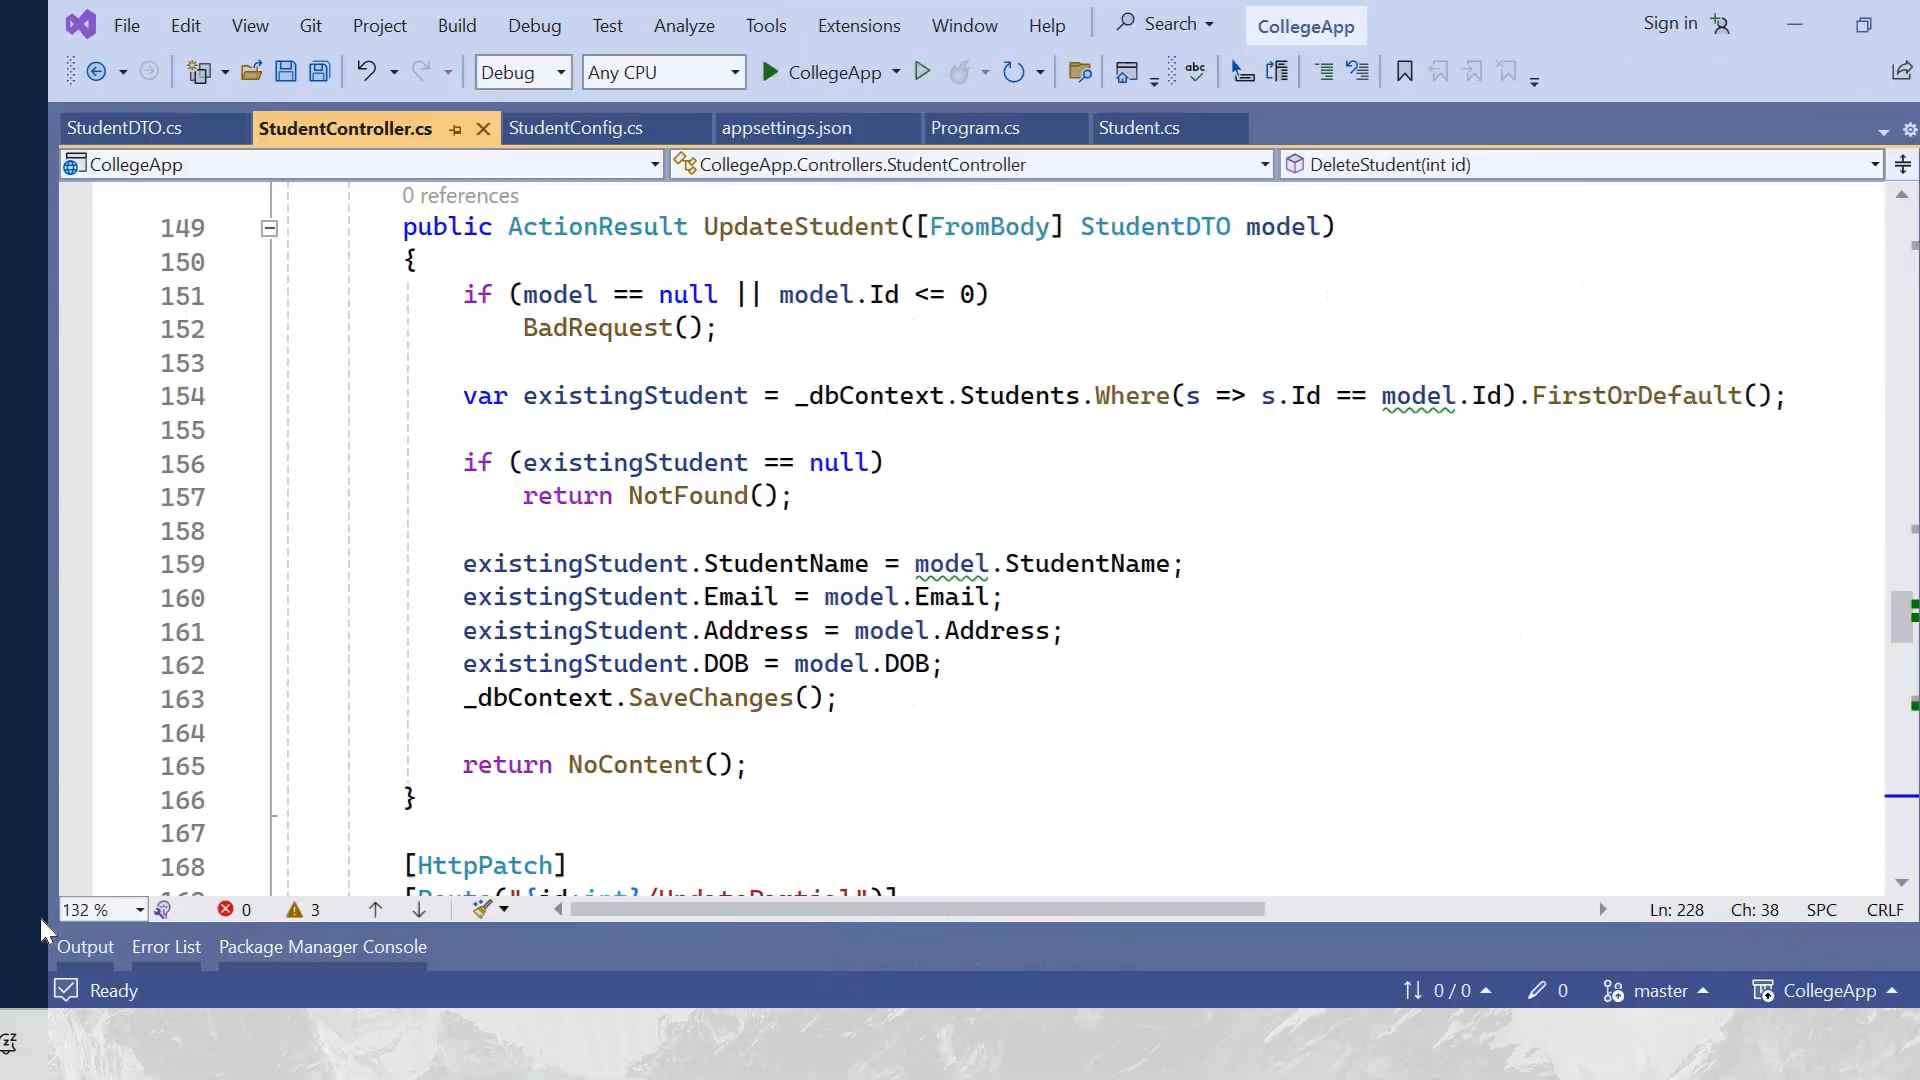 File Edit View Git Project Build Debug Test Analyze Tools Extensions Window Help Search CollegeApp Sign in
Debug Any CPU CollegeApp abc
StudentDTO.cs StudentController.cs StudentConfig.cs appsettings.json Program.cs Student.cs
CollegeApp CollegeApp.Controllers.StudentController DeleteStudent(int id)
0 references
149 public ActionResult UpdateStudent([FromBody] StudentDTO model)
150 {
151 if (model == null || model.Id <= 0)
152 BadRequest();
153
154 var existingStudent = _dbContext.Students.Where(s => s.Id == model.Id).FirstOrDefault();
155
156 if (existingStudent == null)
157 return NotFound();
158
159 existingStudent.StudentName = model.StudentName;
160 existingStudent.Email = model.Email;
161 existingStudent.Address = model.Address;
162 existingStudent.DOB = model.DOB;
163 _dbContext.SaveChanges();
164
165 return NoContent();
166 }
167
168 [HttpPatch]
[Route("{id:int}/UpdatePartial")]
132 % 0 3 Ln: 228 Ch: 38 SPC CRLF
Output Error List Package Manager Console
Ready 0 / 0 0 master CollegeApp